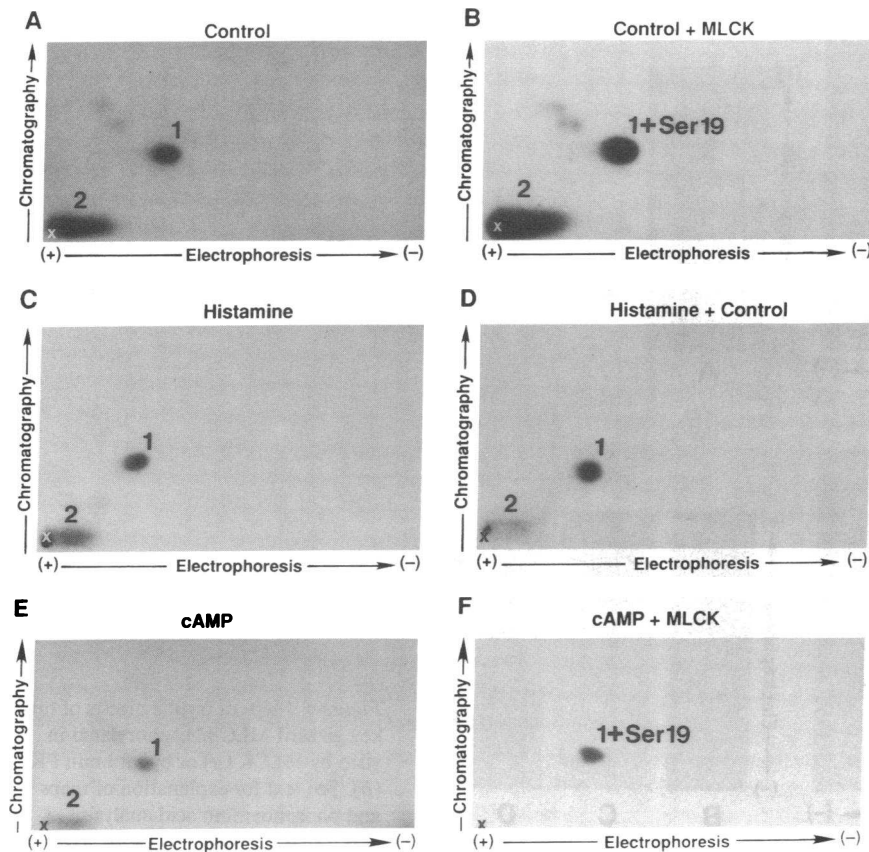 A
Control
Chromatography
1
2
x
(+)
Electrophoresis
(-)
B
Control + MLCK
Chromatography
1+Ser19
2
x
(+)
Electrophoresis
(-)
C
Histamine
Chromatography
1
2
x
(+)
Electrophoresis
(-)
D
Histamine + Control
Chromatography
1
2
x
(+)
Electrophoresis
(-)
E
cAMP
Chromatography
1
2
x
(+)
Electrophoresis
(-)
F
cAMP + MLCK
Chromatography
1+Ser19
x
(+)
Electrophoresis
(-)